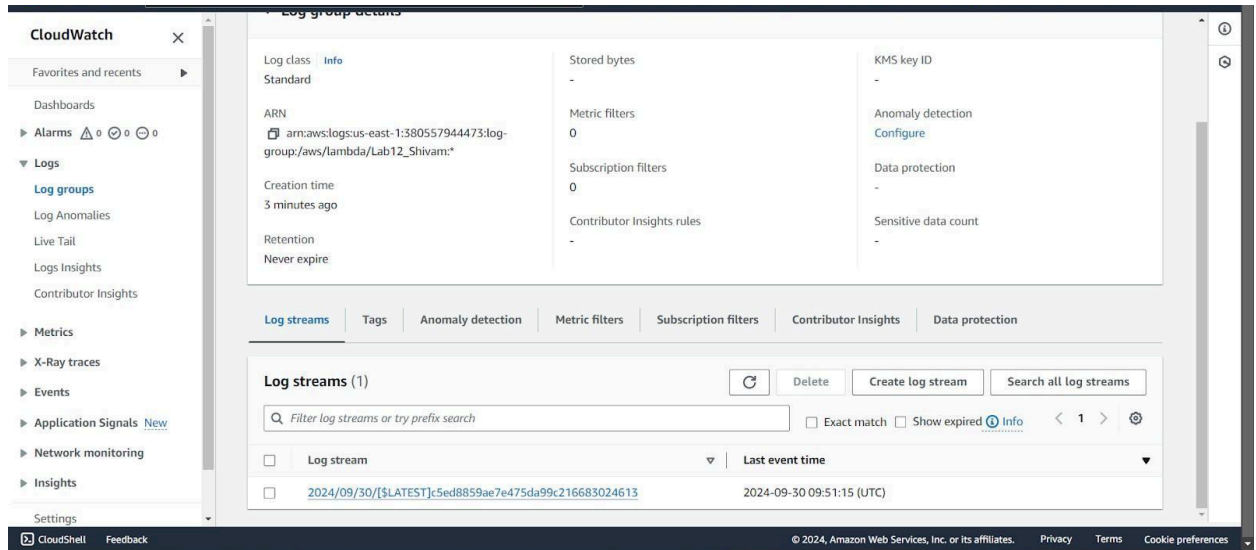 CloudWatch
Favorites and recents
Dashboards
Alarms 0 0 0
Logs
Log groups
Log Anomalies
Live Tail
Logs Insights
Contributor Insights
Metrics
X-Ray traces
Events
Application Signals New
Network monitoring
Insights
Settings
Log group details
Log class Info
Standard
ARN
arn:aws:logs:us-east-1:380557944473:log-
group:/aws/lambda/Lab12_Shivam:*
Creation time
3 minutes ago
Retention
Never expire
Stored bytes
-
Metric filters
0
Subscription filters
0
Contributor Insights rules
-
KMS key ID
-
Anomaly detection
Configure
Data protection
-
Sensitive data count
-
Log streams Tags Anomaly detection Metric filters Subscription filters Contributor Insights Data protection
Log streams (1)
Delete Create log stream Search all log streams
Filter log streams or try prefix search
Exact match Show expired Info 1
Log stream Last event time
2024/09/30/[$LATEST]c5ed8859ae7e475da99c216683024613 2024-09-30 09:51:15 (UTC)
CloudShell Feedback © 2024, Amazon Web Services, Inc. or its affiliates. Privacy Terms Cookie preferences